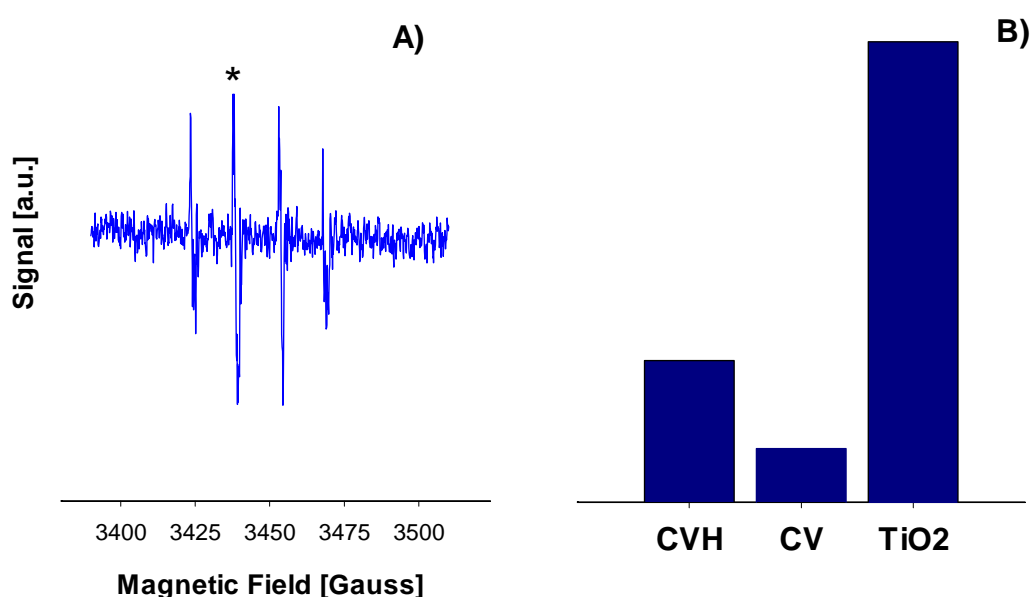 A)
B)
*
Signal [a.u.]
3400 3425 3450 3475 3500
Magnetic Field [Gauss]
CVH CV TiO2